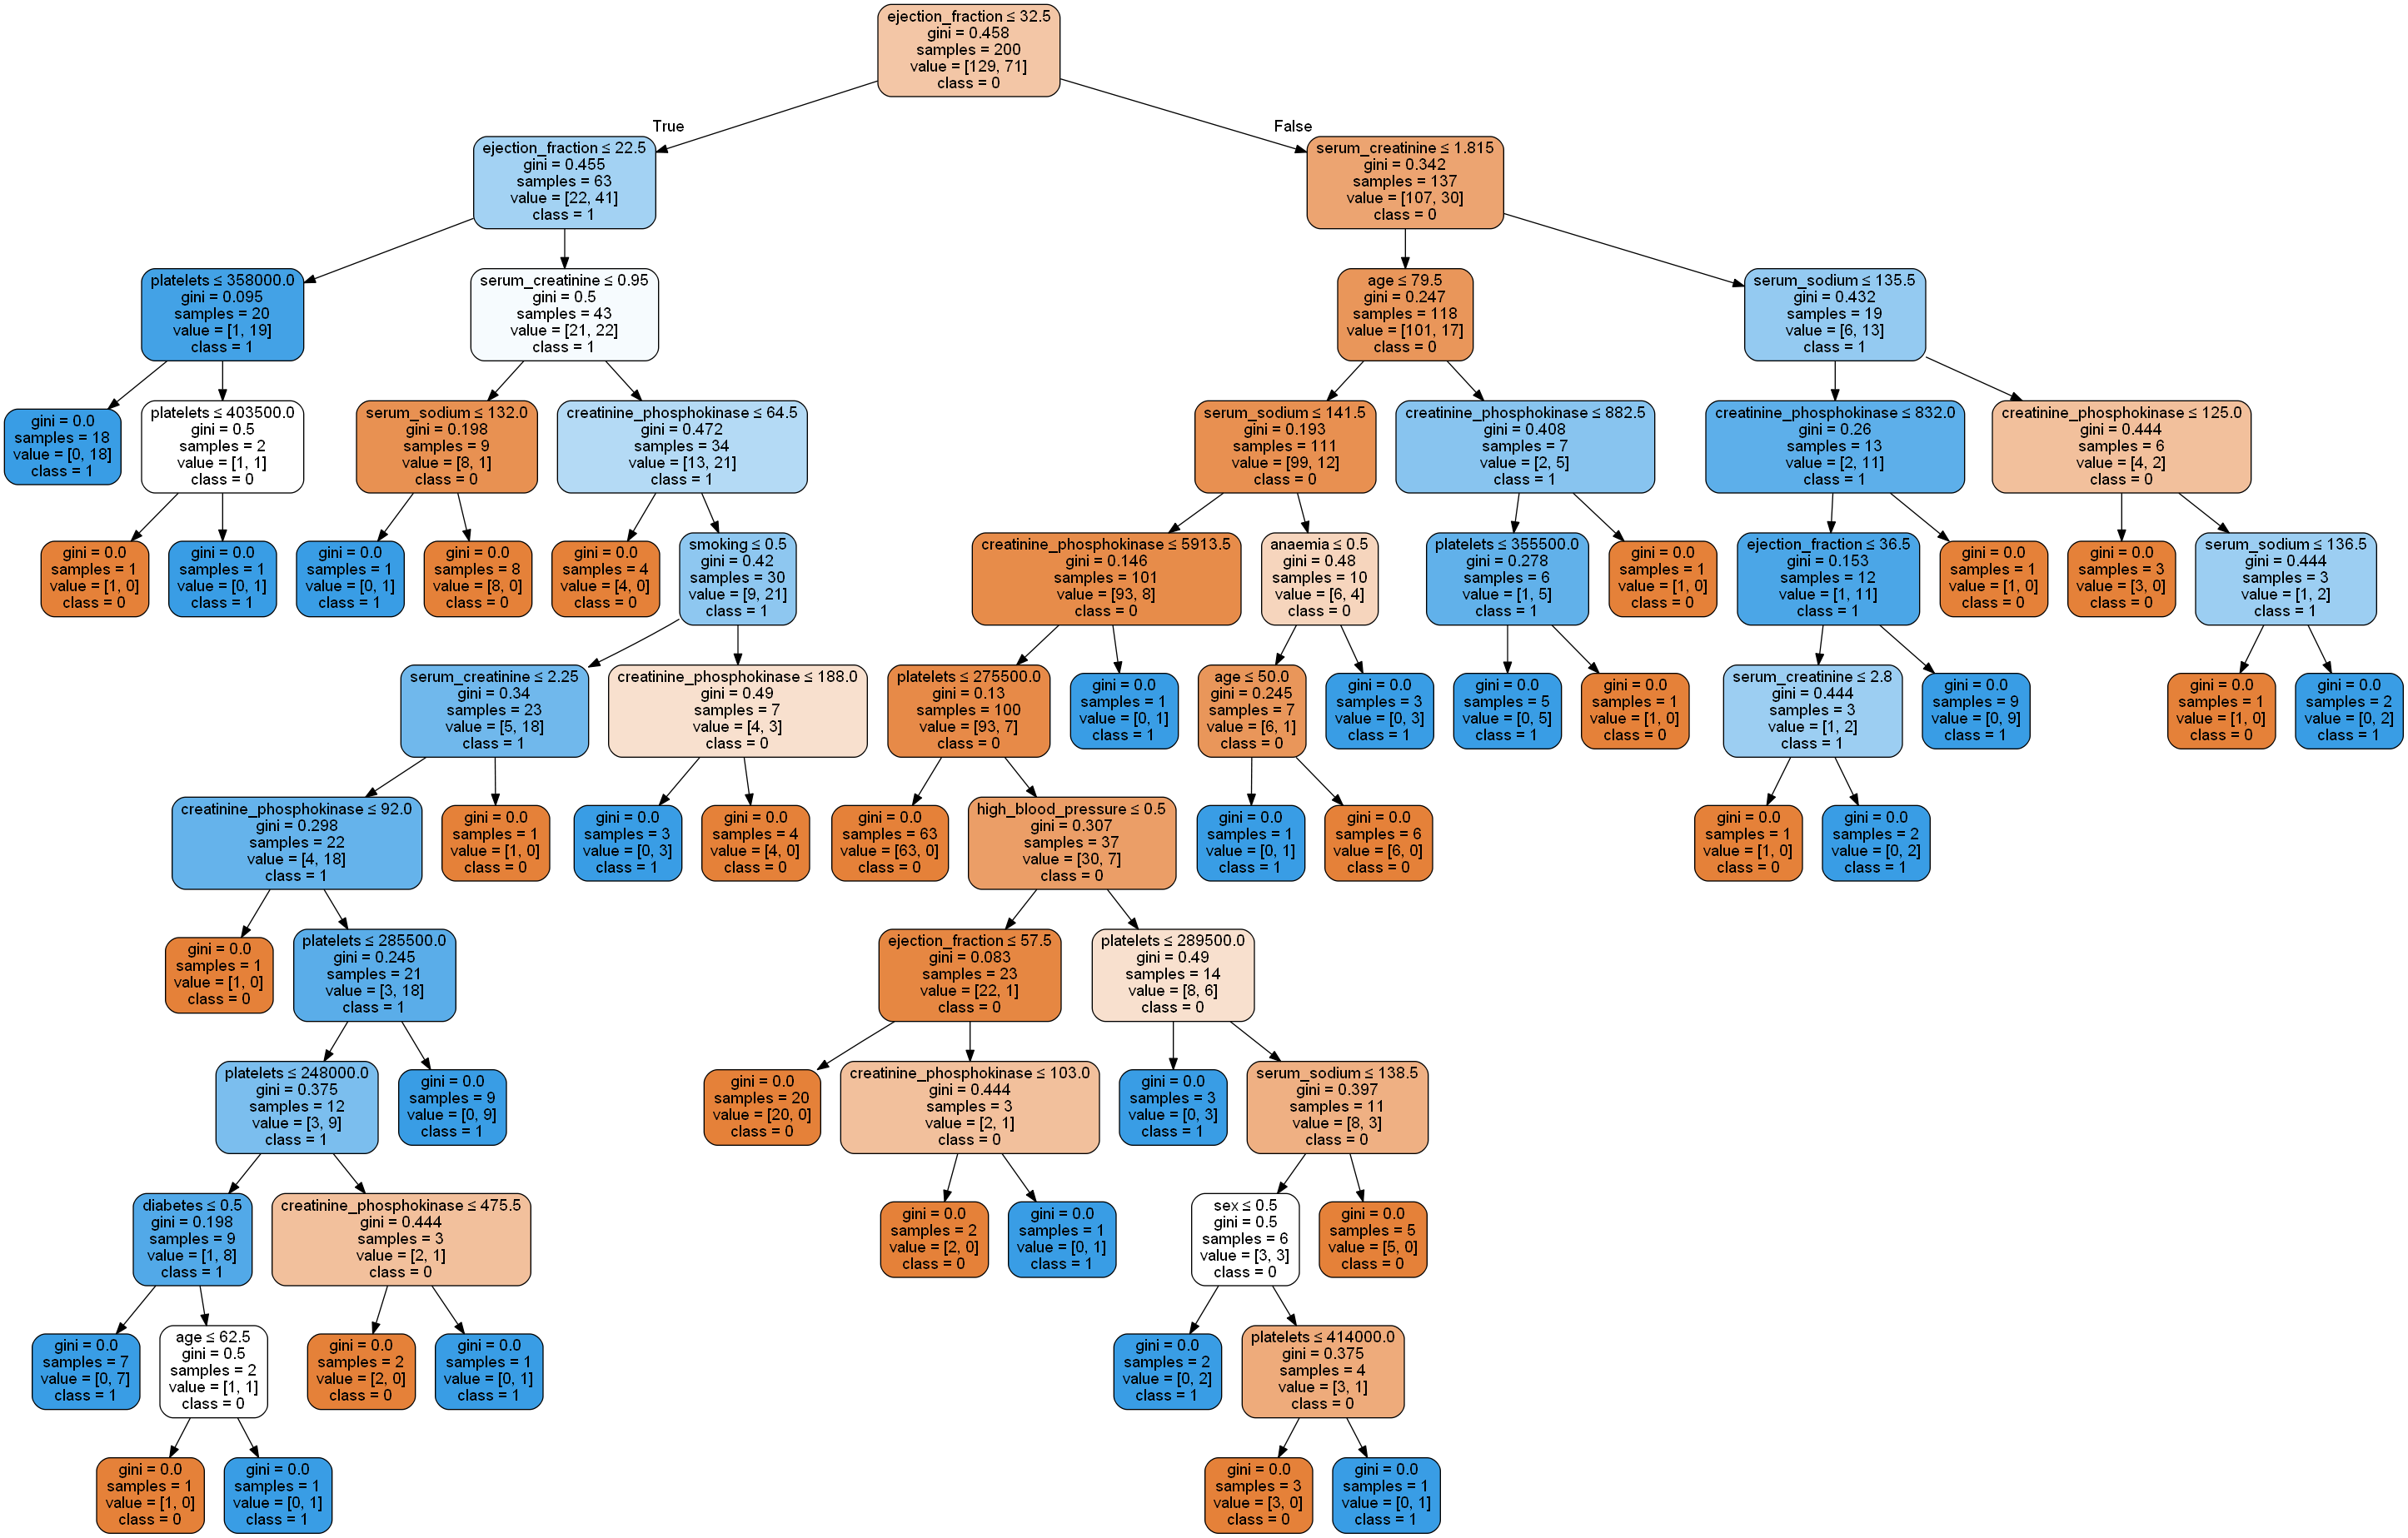 ejection_fraction ≤ 32.5
gini = 0.458
samples = 200
value = [129, 71]
class = 0
True
False
ejection_fraction ≤ 22.5
gini = 0.455
samples = 63
value = [22, 41]
class = 1
serum_creatinine ≤ 1.815
gini = 0.342
samples = 137
value = [107, 30]
class = 0
platelets ≤ 358000.0
gini = 0.095
samples = 20
value = [1, 19]
class = 1
serum_creatinine ≤ 0.95
gini = 0.5
samples = 43
value = [21, 22]
class = 1
age ≤ 79.5
gini = 0.247
samples = 118
value = [101, 17]
class = 0
serum_sodium ≤ 135.5
gini = 0.432
samples = 19
value = [6, 13]
class = 1
gini = 0.0
samples = 18
value = [0, 18]
class = 1
platelets ≤ 403500.0
gini = 0.5
samples = 2
value = [1, 1]
class = 0
serum_sodium ≤ 132.0
gini = 0.198
samples = 9
value = [8, 1]
class = 0
creatinine_phosphokinase ≤ 64.5
gini = 0.472
samples = 34
value = [13, 21]
class = 1
serum_sodium ≤ 141.5
gini = 0.193
samples = 111
value = [99, 12]
class = 0
creatinine_phosphokinase ≤ 882.5
gini = 0.408
samples = 7
value = [2, 5]
class = 1
creatinine_phosphokinase ≤ 832.0
gini = 0.26
samples = 13
value = [2, 11]
class = 1
creatinine_phosphokinase ≤ 125.0
gini = 0.444
samples = 6
value = [4, 2]
class = 0
gini = 0.0
samples = 1
value = [1, 0]
class = 0
gini = 0.0
samples = 1
value = [0, 1]
class = 1
gini = 0.0
samples = 1
value = [0, 1]
class = 1
gini = 0.0
samples = 8
value = [8, 0]
class = 0
gini = 0.0
samples = 4
value = [4, 0]
class = 0
smoking ≤ 0.5
gini = 0.42
samples = 30
value = [9, 21]
class = 1
creatinine_phosphokinase ≤ 5913.5
gini = 0.146
samples = 101
value = [93, 8]
class = 0
anaemia ≤ 0.5
gini = 0.48
samples = 10
value = [6, 4]
class = 0
platelets ≤ 355500.0
gini = 0.278
samples = 6
value = [1, 5]
class = 1
gini = 0.0
samples = 1
value = [1, 0]
class = 0
ejection_fraction ≤ 36.5
gini = 0.153
samples = 12
value = [1, 11]
class = 1
gini = 0.0
samples = 1
value = [1, 0]
class = 0
gini = 0.0
samples = 3
value = [3, 0]
class = 0
serum_sodium ≤ 136.5
gini = 0.444
samples = 3
value = [1, 2]
class = 1
serum_creatinine ≤ 2.25
gini = 0.34
samples = 23
value = [5, 18]
class = 1
creatinine_phosphokinase ≤ 188.0
gini = 0.49
samples = 7
value = [4, 3]
class = 0
platelets ≤ 275500.0
gini = 0.13
samples = 100
value = [93, 7]
class = 0
gini = 0.0
samples = 1
value = [0, 1]
class = 1
age ≤ 50.0
gini = 0.245
samples = 7
value = [6, 1]
class = 0
gini = 0.0
samples = 3
value = [0, 3]
class = 1
gini = 0.0
samples = 5
value = [0, 5]
class = 1
gini = 0.0
samples = 1
value = [1, 0]
class = 0
serum_creatinine ≤ 2.8
gini = 0.444
samples = 3
value = [1, 2]
class = 1
gini = 0.0
samples = 9
value = [0, 9]
class = 1
gini = 0.0
samples = 1
value = [1, 0]
class = 0
gini = 0.0
samples = 2
value = [0, 2]
class = 1
creatinine_phosphokinase ≤ 92.0
gini = 0.298
samples = 22
value = [4, 18]
class = 1
gini = 0.0
samples = 1
value = [1, 0]
class = 0
gini = 0.0
samples = 3
value = [0, 3]
class = 1
gini = 0.0
samples = 4
value = [4, 0]
class = 0
gini = 0.0
samples = 63
value = [63, 0]
class = 0
high_blood_pressure ≤ 0.5
gini = 0.307
samples = 37
value = [30, 7]
class = 0
gini = 0.0
samples = 1
value = [0, 1]
class = 1
gini = 0.0
samples = 6
value = [6, 0]
class = 0
gini = 0.0
samples = 1
value = [1, 0]
class = 0
gini = 0.0
samples = 2
value = [0, 2]
class = 1
gini = 0.0
samples = 1
value = [1, 0]
class = 0
platelets ≤ 285500.0
gini = 0.245
samples = 21
value = [3, 18]
class = 1
ejection_fraction ≤ 57.5
gini = 0.083
samples = 23
value = [22, 1]
class = 0
platelets ≤ 289500.0
gini = 0.49
samples = 14
value = [8, 6]
class = 0
platelets ≤ 248000.0
gini = 0.375
samples = 12
value = [3, 9]
class = 1
gini = 0.0
samples = 9
value = [0, 9]
class = 1
gini = 0.0
samples = 20
value = [20, 0]
class = 0
creatinine_phosphokinase ≤ 103.0
gini = 0.444
samples = 3
value = [2, 1]
class = 0
gini = 0.0
samples = 3
value = [0, 3]
class = 1
serum_sodium ≤ 138.5
gini = 0.397
samples = 11
value = [8, 3]
class = 0
diabetes ≤ 0.5
gini = 0.198
samples = 9
value = [1, 8]
class = 1
creatinine_phosphokinase ≤ 475.5
gini = 0.444
samples = 3
value = [2, 1]
class = 0
gini = 0.0
samples = 2
value = [2, 0]
class = 0
gini = 0.0
samples = 1
value = [0, 1]
class = 1
sex ≤ 0.5
gini = 0.5
samples = 6
value = [3, 3]
class = 0
gini = 0.0
samples = 5
value = [5, 0]
class = 0
gini = 0.0
samples = 7
value = [0, 7]
class = 1
age ≤ 62.5
gini = 0.5
samples = 2
value = [1, 1]
class = 0
gini = 0.0
samples = 2
value = [2, 0]
class = 0
gini = 0.0
samples = 1
value = [0, 1]
class = 1
gini = 0.0
samples = 2
value = [0, 2]
class = 1
platelets ≤ 414000.0
gini = 0.375
samples = 4
value = [3, 1]
class = 0
gini = 0.0
samples = 1
value = [1, 0]
class = 0
gini = 0.0
samples = 1
value = [0, 1]
class = 1
gini = 0.0
samples = 3
value = [3, 0]
class = 0
gini = 0.0
samples = 1
value = [0, 1]
class = 1